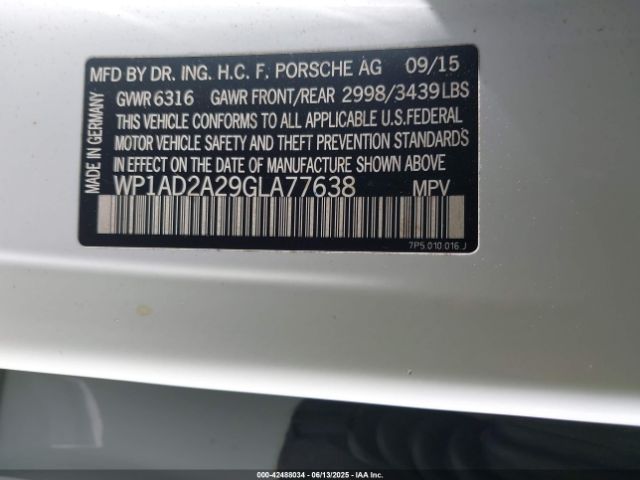 MFD BY DR. ING. H.C. F. PORSCHE AG 09/15
GVWR 6316 GAWR FRONT/REAR 2998/3439 LBS
THIS VEHICLE CONFORMS TO ALL APPLICABLE U.S. FEDERAL
MOTOR VEHICLE SAFETY AND THEFT PREVENTION STANDARDS
IN EFFECT ON THE DATE OF MANUFACTURE SHOWN ABOVE.
WP1AD2A29GLA77638 MPV
MADE IN GERMANY
7P5.010.016.J
000-42488034 - 06/13/2025 - IAAI.COM